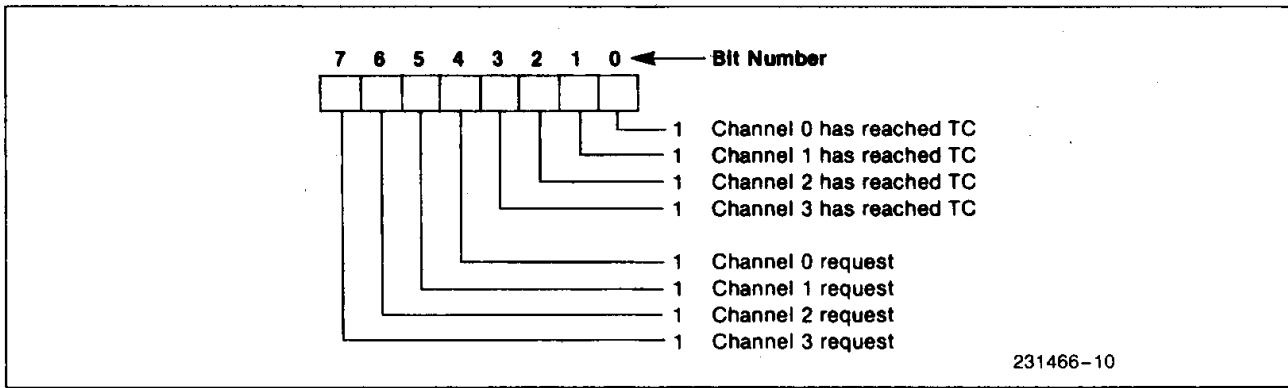 7 6 5 4 3 2 1 0 Bit Number
1 Channel 0 has reached TC
1 Channel 1 has reached TC
1 Channel 2 has reached TC
1 Channel 3 has reached TC
1 Channel 0 request
1 Channel 1 request
1 Channel 2 request
1 Channel 3 request
231466-10